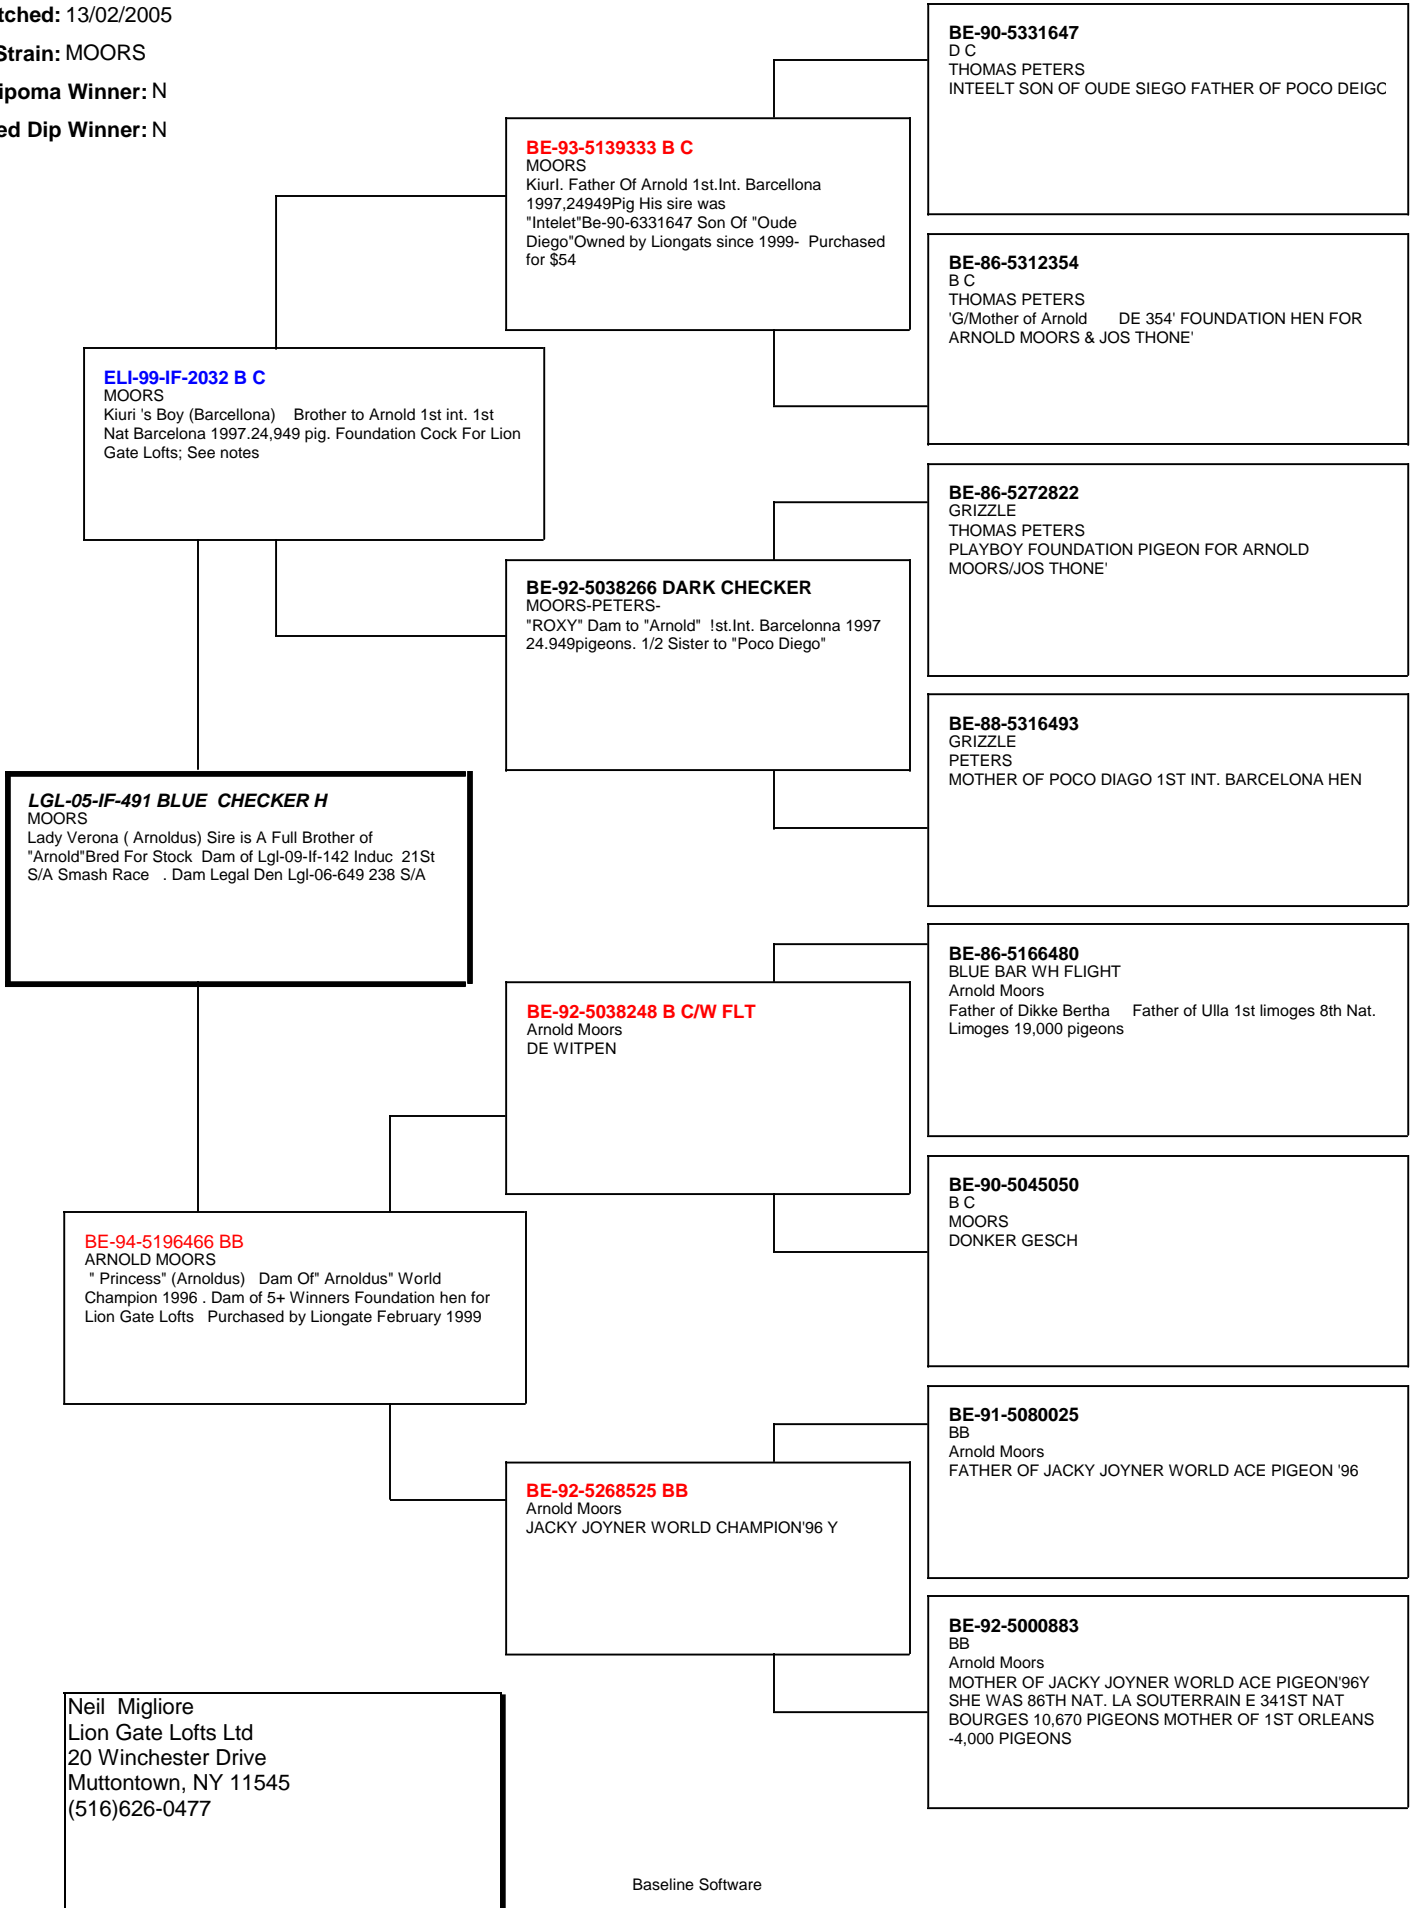 tched: 13/02/2005
Strain: MOORS
ipoma Winner: N
ed Dip Winner: N
BE-90-5331647
D C
THOMAS PETERS
INTEELT SON OF OUDE SIEGO FATHER OF POCO DEIGC
BE-93-5139333 B C
MOORS
KiurI. Father Of Arnold 1st.Int. Barcellona
1997,24949Pig His sire was
"Intelet"Be-90-6331647 Son Of "Oude
Diego"Owned by Liongats since 1999- Purchased
for $54
BE-86-5312354
B C
THOMAS PETERS
'G/Mother of Arnold DE 354' FOUNDATION HEN FOR
ARNOLD MOORS & JOS THONE'
ELI-99-IF-2032 B C
MOORS
Kiuri 's Boy (Barcellona) Brother to Arnold 1st int. 1st
Nat Barcelona 1997.24,949 pig. Foundation Cock For Lion
Gate Lofts; See notes
BE-86-5272822
GRIZZLE
THOMAS PETERS
PLAYBOY FOUNDATION PIGEON FOR ARNOLD
MOORS/JOS THONE'
BE-92-5038266 DARK CHECKER
MOORS-PETERS-
"ROXY" Dam to "Arnold" !st.Int. Barcelonna 1997
24.949pigeons. 1/2 Sister to "Poco Diego"
BE-88-5316493
GRIZZLE
PETERS
MOTHER OF POCO DIAGO 1ST INT. BARCELONA HEN
LGL-05-IF-491 BLUE CHECKER H
MOORS
Lady Verona ( Arnoldus) Sire is A Full Brother of
"Arnold"Bred For Stock Dam of Lgl-09-If-142 Induc 21St
S/A Smash Race . Dam Legal Den Lgl-06-649 238 S/A
BE-86-5166480
BLUE BAR WH FLIGHT
Arnold Moors
Father of Dikke Bertha Father of Ulla 1st limoges 8th Nat.
Limoges 19,000 pigeons
BE-92-5038248 B C/W FLT
Arnold Moors
DE WITPEN
BE-90-5045050
B C
MOORS
DONKER GESCH
BE-94-5196466 BB
ARNOLD MOORS
" Princess" (Arnoldus) Dam Of" Arnoldus" World
Champion 1996 . Dam of 5+ Winners Foundation hen for
Lion Gate Lofts Purchased by Liongate February 1999
BE-91-5080025
BB
Arnold Moors
FATHER OF JACKY JOYNER WORLD ACE PIGEON '96
BE-92-5268525 BB
Arnold Moors
JACKY JOYNER WORLD CHAMPION'96 Y
BE-92-5000883
BB
Arnold Moors
MOTHER OF JACKY JOYNER WORLD ACE PIGEON'96Y
SHE WAS 86TH NAT. LA SOUTERRAIN E 341ST NAT
BOURGES 10,670 PIGEONS MOTHER OF 1ST ORLEANS
-4,000 PIGEONS
Neil Migliore
Lion Gate Lofts Ltd
20 Winchester Drive
Muttontown, NY 11545
(516)626-0477
Baseline Software